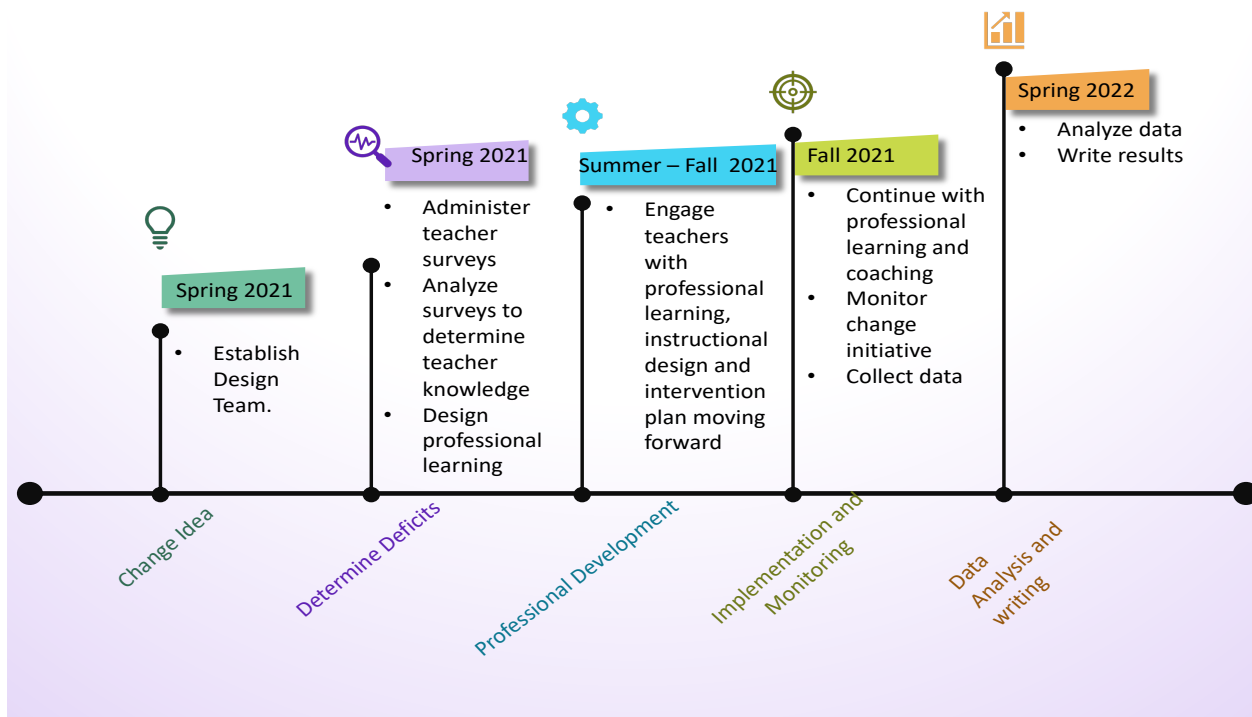 Spring 2021
• Establish
Design
Team.
Change Idea
Spring 2021
• Administer
teacher
surveys
• Analyze
surveys to
determine
teacher
knowledge
• Design
professional
learning
Determine Deficits
Summer – Fall  2021
• Engage
teachers
with
professional
learning,
instructional
design and
intervention
plan moving
forward
Professional Development
Fall 2021
• Continue with
professional
learning and
coaching
• Monitor
change
initiative
• Collect data
Implementation and
Monitoring
Spring 2022
• Analyze data
• Write results
Data
Analysis and
writing